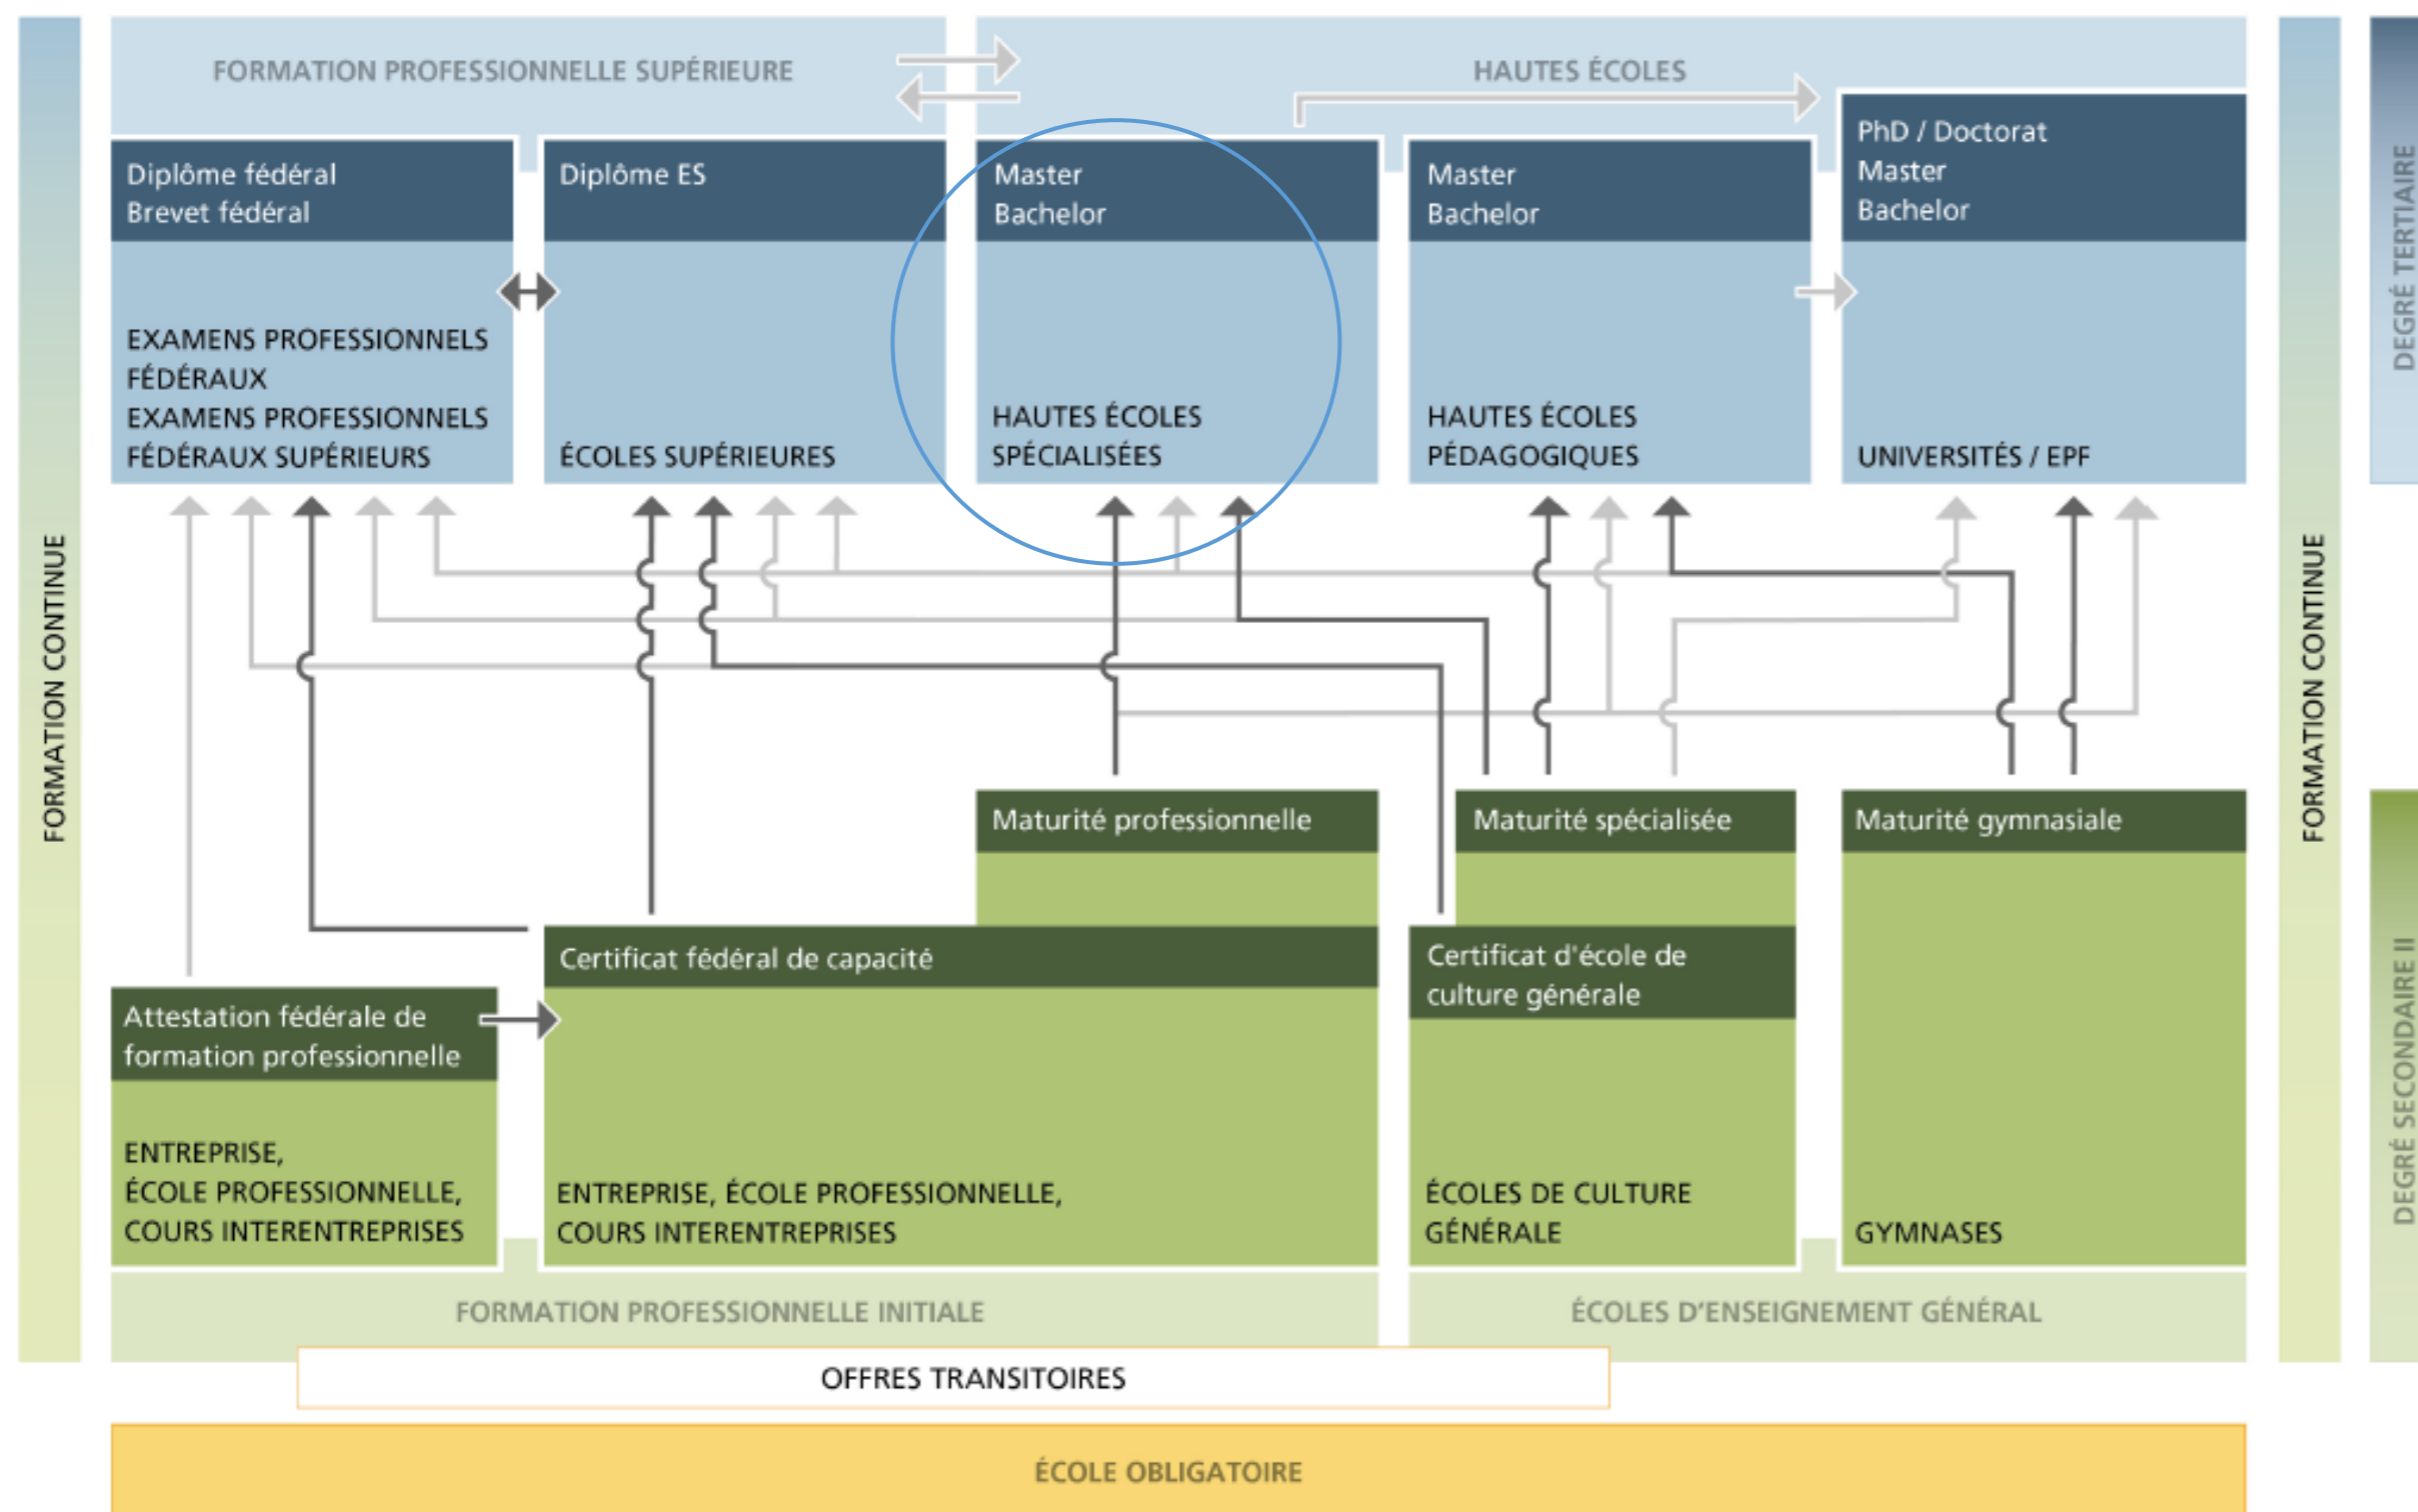 FORMATION PROFESSIONNELLE SUPÉRIEURE
HAUTES ÉCOLES
Diplôme fédéral
Brevet fédéral
EXAMENS PROFESSIONNELS
FÉDÉRAUX
EXAMENS PROFESSIONNELS
FÉDÉRAUX SUPÉRIEURS
Diplôme ES
ÉCOLES SUPÉRIEURES
Master
Bachelor
HAUTES ÉCOLES
SPÉCIALISÉES
Master
Bachelor
HAUTES ÉCOLES
PÉDAGOGIQUES
PhD / Doctorat
Master
Bachelor
UNIVERSITÉS / EPF
DEGRÉ TERTIAIRE
FORMATION CONTINUE
FORMATION CONTINUE
Maturité professionnelle
Maturité spécialisée
Maturité gymnasiale
Certificat fédéral de capacité
Certificat d'école de
culture générale
Attestation fédérale de
formation professionnelle
ENTREPRISE,
ÉCOLE PROFESSIONNELLE,
COURS INTERENTREPRISES
ENTREPRISE, ÉCOLE PROFESSIONNELLE,
COURS INTERENTREPRISES
ÉCOLES DE CULTURE
GÉNÉRALE
GYMNASES
DEGRÉ SECONDAIRE II
FORMATION PROFESSIONNELLE INITIALE
ÉCOLES D’ENSEIGNEMENT GÉNÉRAL
OFFRES TRANSITOIRES
ÉCOLE OBLIGATOIRE